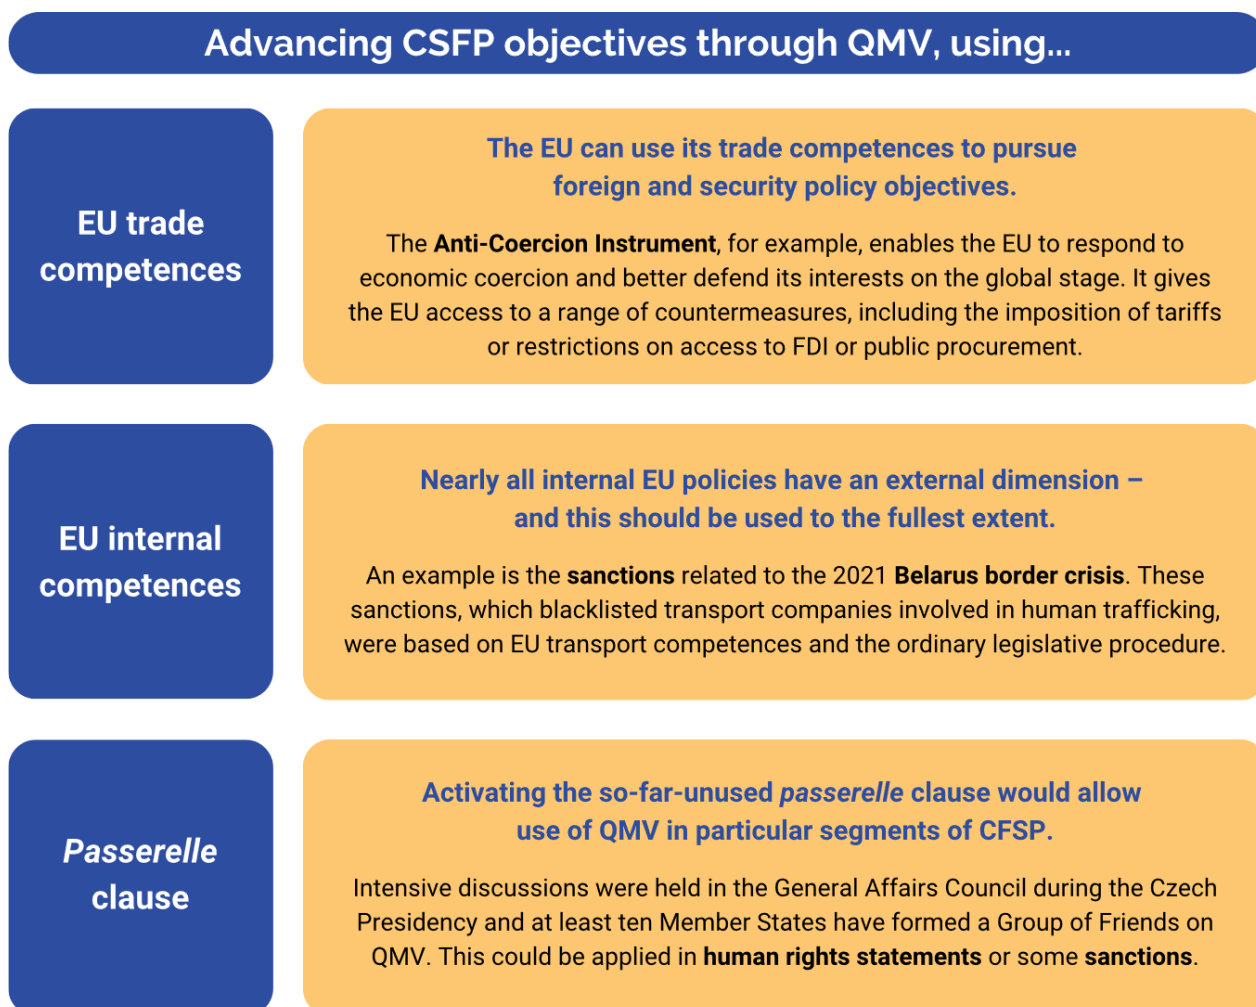 Advancing CSFP objectives through QMV, using...
EU trade
competences
The EU can use its trade competences to pursue
foreign and security policy objectives.
The Anti-Coercion Instrument, for example, enables the EU to respond to
economic coercion and better defend its interests on the global stage. It gives
the EU access to a range of countermeasures, including the imposition of tariffs
or restrictions on access to FDI or public procurement.
EU internal
competences
Nearly all internal EU policies have an external dimension –
and this should be used to the fullest extent.
An example is the sanctions related to the 2021 Belarus border crisis. These
sanctions, which blacklisted transport companies involved in human trafficking,
were based on EU transport competences and the ordinary legislative procedure.
Passerelle
clause
Activating the so-far-unused passerelle clause would allow
use of QMV in particular segments of CFSP.
Intensive discussions were held in the General Affairs Council during the Czech
Presidency and at least ten Member States have formed a Group of Friends on
QMV. This could be applied in human rights statements or some sanctions.